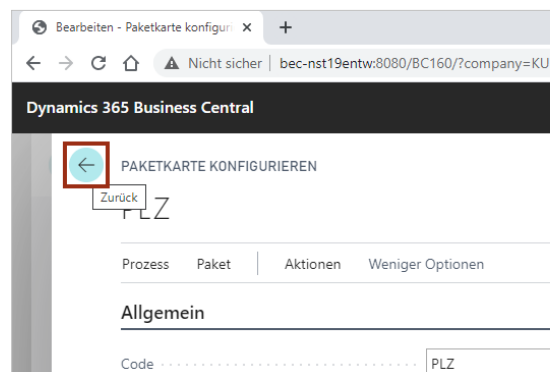 Bearbeiten - Paketkarte konfiguri
Nicht sicher | bec-nst19entw:8080/BC160/?company=KU
Dynamics 365 Business Central
PAKETKARTE KONFIGURIEREN
Zurück
PLZ
Prozess Paket Aktionen Weniger Optionen
Allgemein
Code PLZ